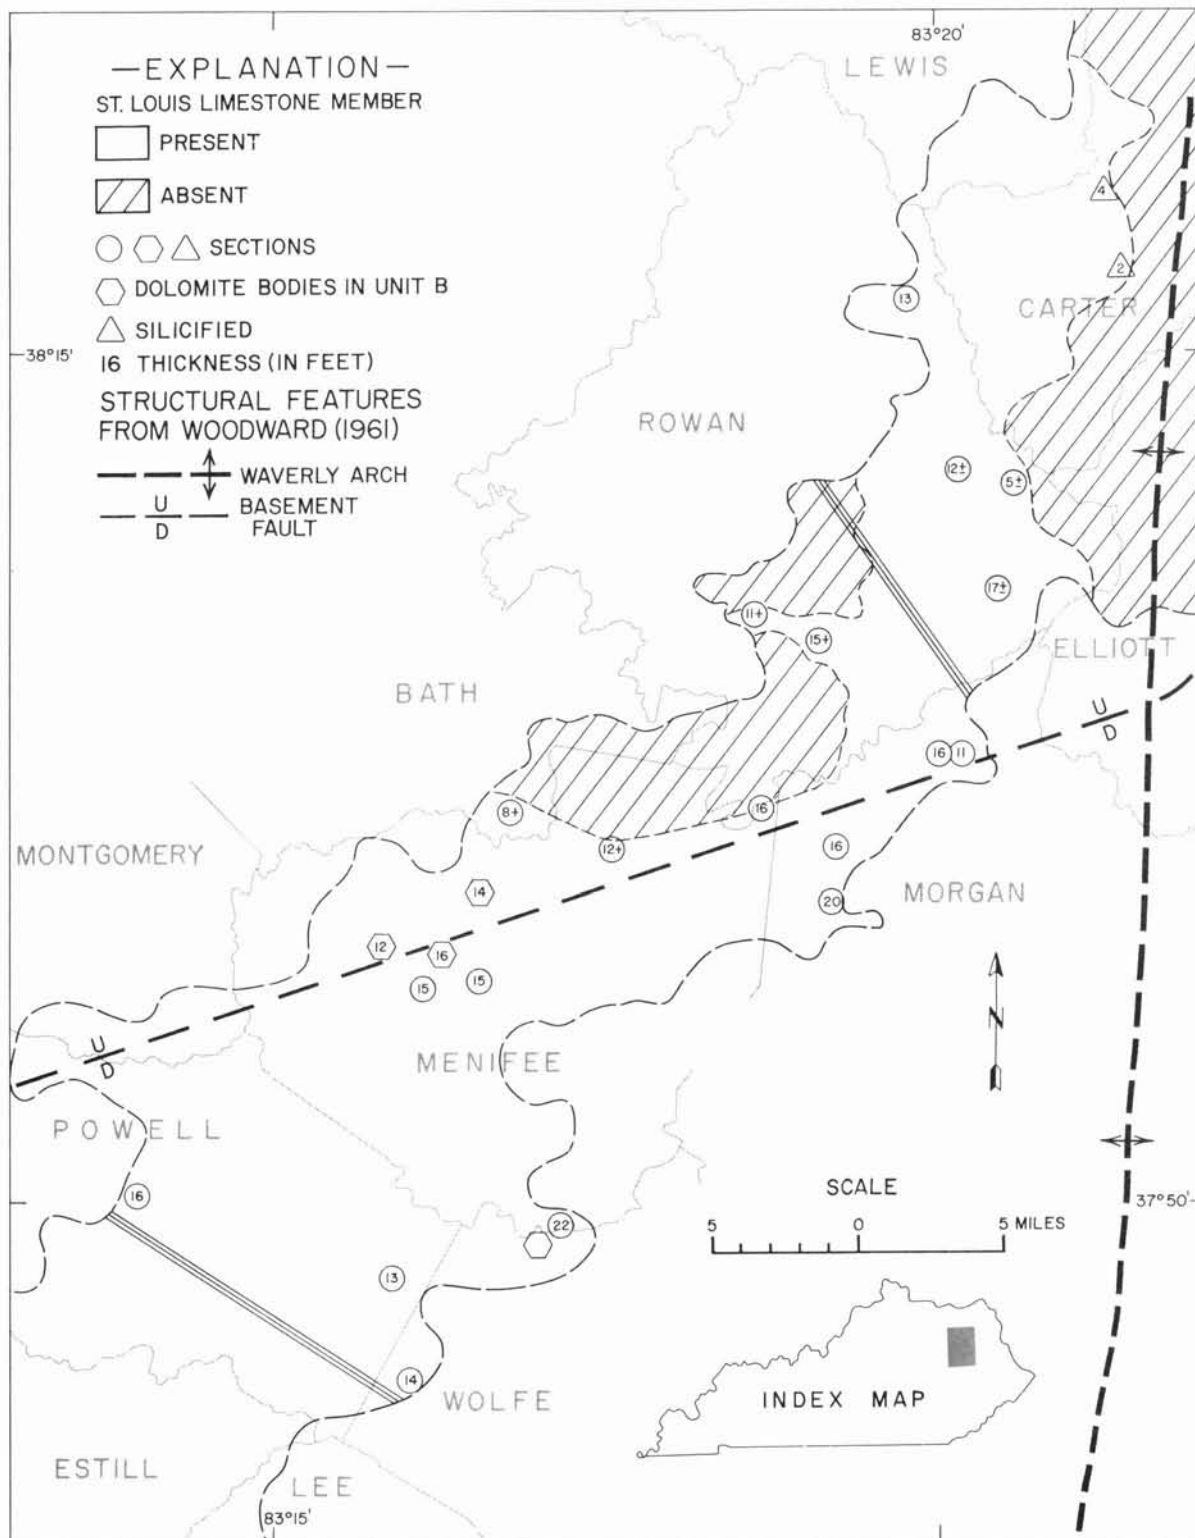 —EXPLANATION—
ST. LOUIS LIMESTONE MEMBER
PRESENT
ABSENT
SECTIONS
DOLOMITE BODIES IN UNIT B
SILICIFIED
16 THICKNESS (IN FEET)
STRUCTURAL FEATURES
FROM WOODWARD (1961)
WAVERLY ARCH
U
D
BASEMENT
FAULT
83°20'
LEWIS
4
2
CARTER
13
38°15'
ROWAN
12±
5±
17±
11+
15+
ELLIOTT
BATH
U
D
16
11
8+
16
12+
16
MONTGOMERY
14
MORGAN
20
12
16
15
15
N
U
D
MENIFEE
POWELL
16
SCALE
37°50'
22
5 0 5 MILES
13
14
WOLFE
INDEX MAP
ESTILL
LEE
83°15'